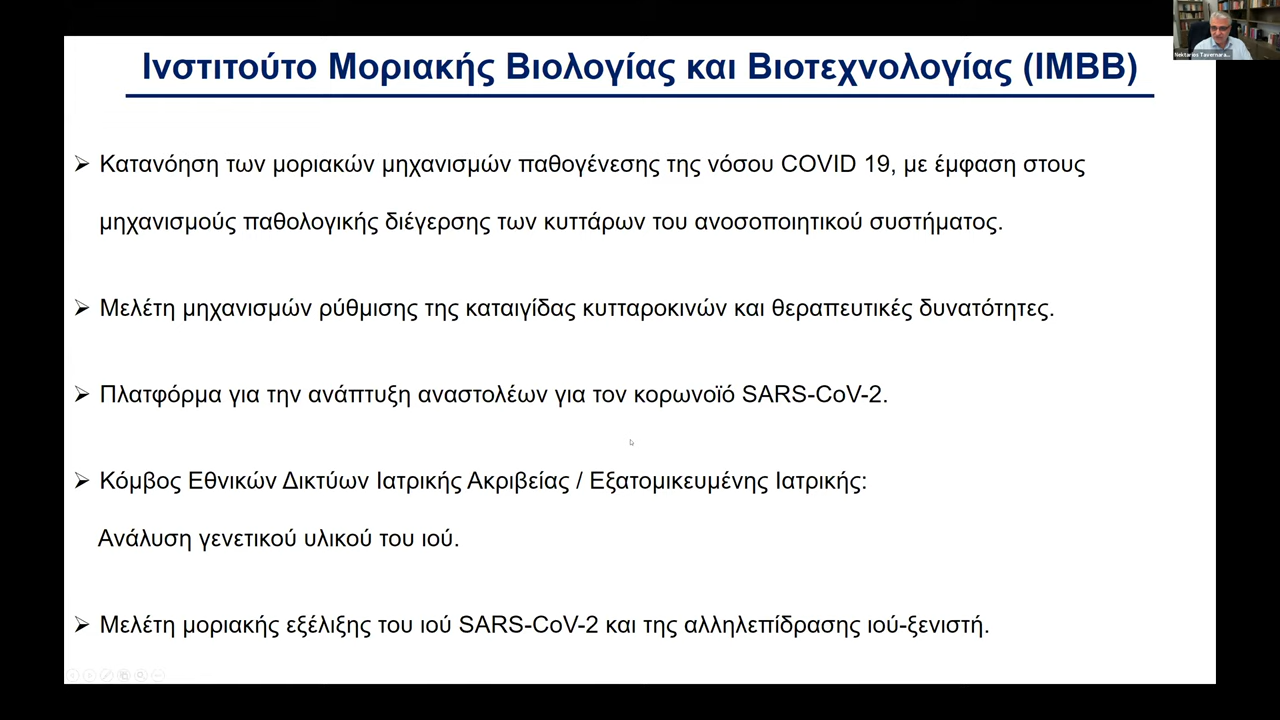 Ινστιτούτο Μοριακής Βιολογίας και Βιοτεχνολογίας (ΙΜΒΒ)
Nektarios Tavernara...
➢ Κατανόηση των μοριακών μηχανισμών παθογένεσης της νόσου COVID 19, με έμφαση στους
μηχανισμούς παθολογικής διέγερσης των κυττάρων του ανοσοποιητικού συστήματος.
➢ Μελέτη μηχανισμών ρύθμισης της καταιγίδας κυτταροκινών και θεραπευτικές δυνατότητες.
➢ Πλατφόρμα για την ανάπτυξη αναστολέων για τον κορωνοϊό SARS-CoV-2.
➢ Κόμβος Εθνικών Δικτύων Ιατρικής Ακριβείας / Εξατομικευμένης Ιατρικής:
Ανάλυση γενετικού υλικού του ιού.
➢ Μελέτη μοριακής εξέλιξης του ιού SARS-CoV-2 και της αλληλεπίδρασης ιού-ξενιστή.